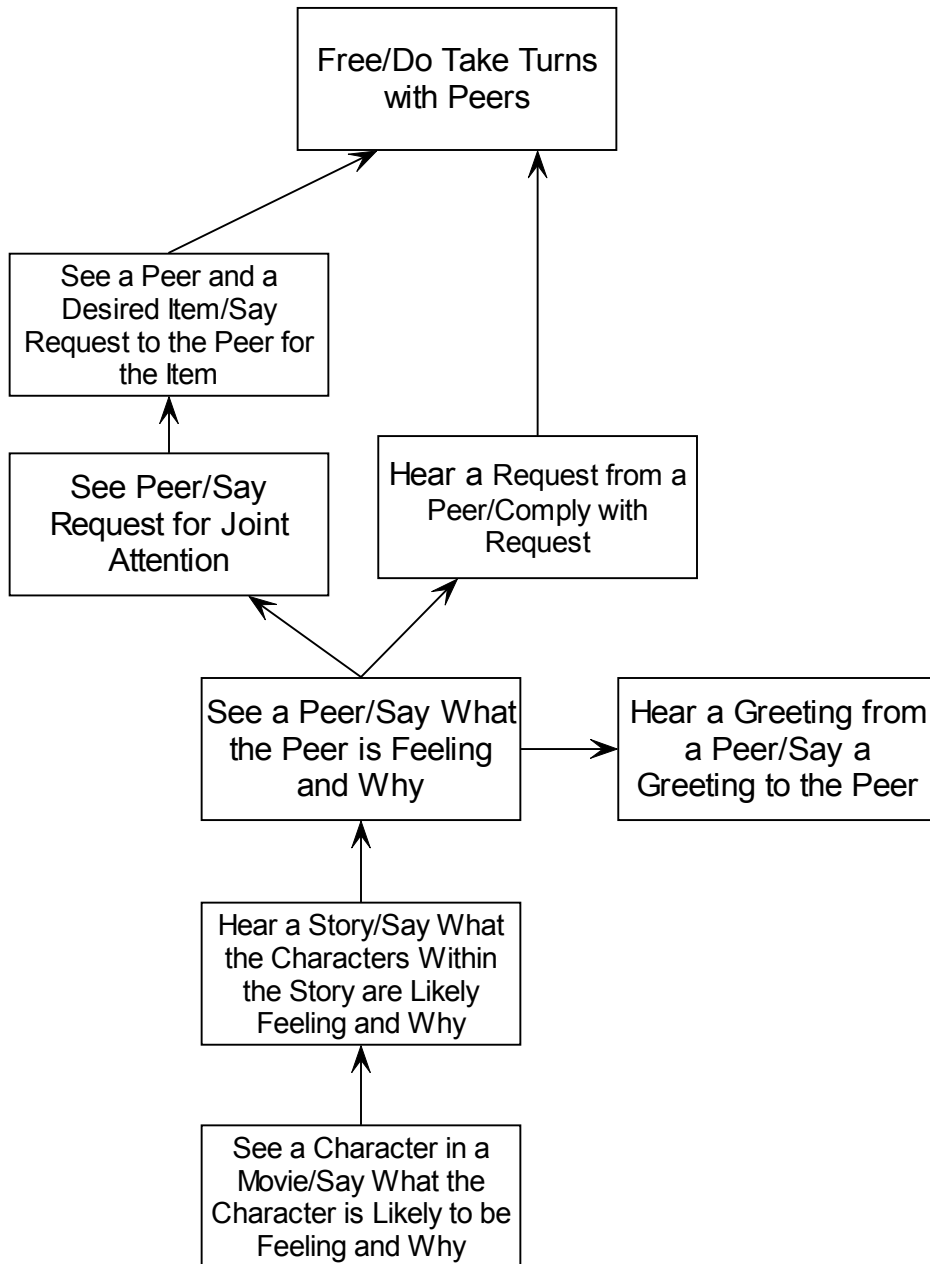 Free/Do Take Turns
with Peers
See a Peer and a
Desired Item/Say
Request to the Peer for
the Item
See Peer/Say
Request for Joint
Attention
Hear a Request from a
Peer/Comply with
Request
See a Peer/Say What
the Peer is Feeling
and Why
Hear a Greeting from
a Peer/Say a
Greeting to the Peer
Hear a Story/Say What
the Characters Within
the Story are Likely
Feeling and Why
See a Character in a
Movie/Say What the
Character is Likely to be
Feeling and Why